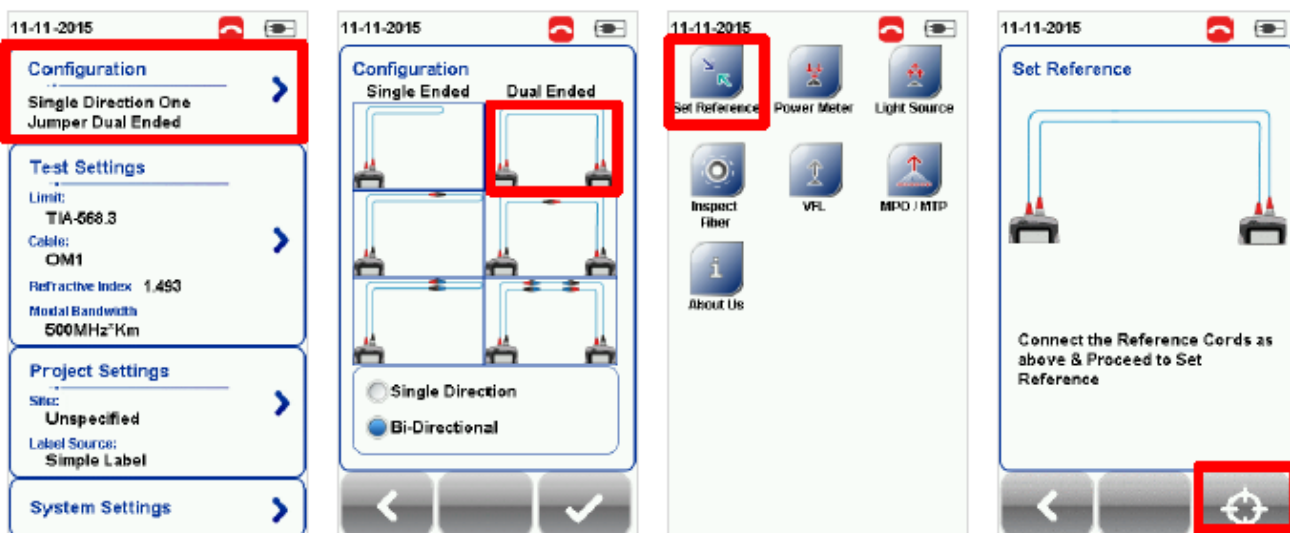 11-11-2015
Configuration
Single Direction One
Jumper Dual Ended
Test Settings
Limit:
TIA-568.3
Cable:
OM1
Refractive Index 1.493
Modal Bandwidth
500MHz*Km
Project Settings
Site:
Unspecified
Label Source:
Simple Label
System Settings
11-11-2015
Configuration
Single Ended Dual Ended
Single Direction
Bi-Directional
11-11-2015
Set Reference Power Meter Light Source
Inspect
Fiber
VFL
MPO / MTP
i
About Us
11-11-2015
Set Reference
Connect the Reference Cords as
above & Proceed to Set
Reference